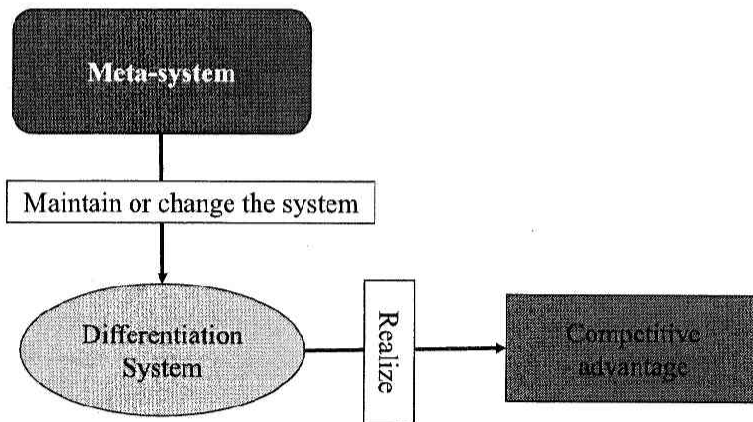 Meta-system
Maintain or change the system
Differentiation
System
Realize
Competitive
advantage